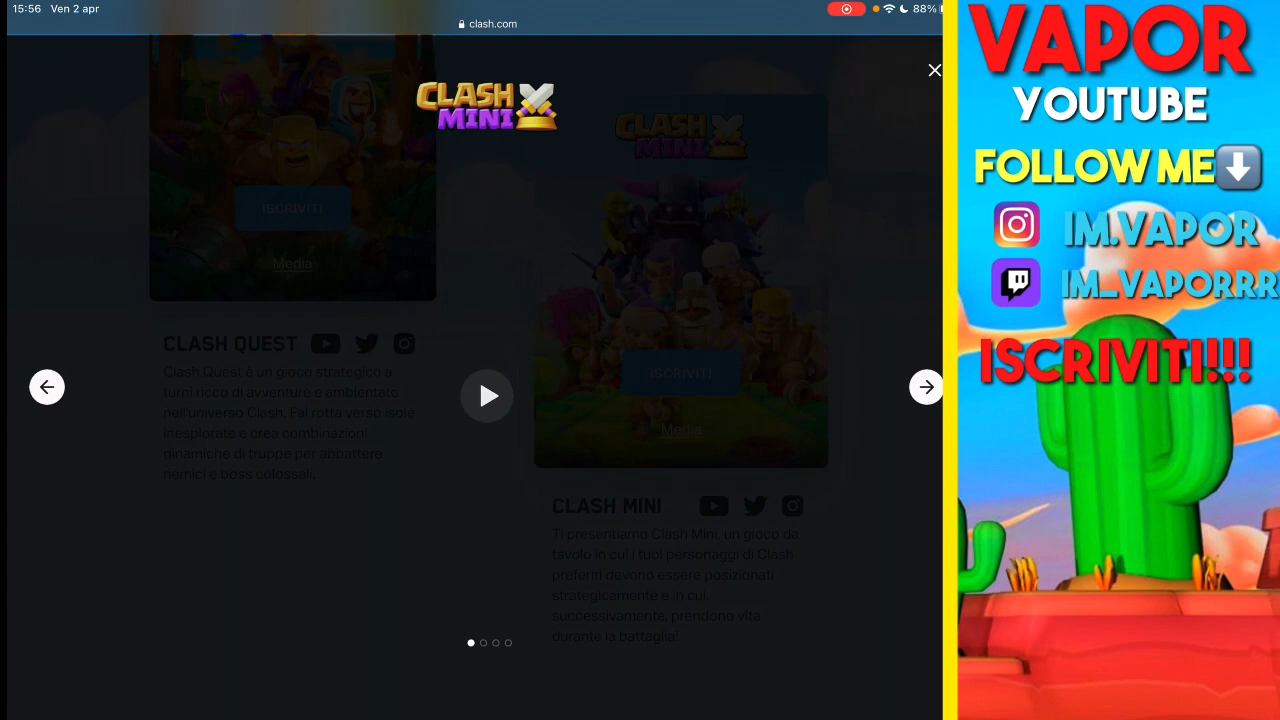 15:56 Ven 2 apr
88%
clash.com
CLASH
MINI
CLASH
MINI
ISCRIVITI
Media
CLASH QUEST
Clash Quest è un gioco strategico a
turni ricco di avventure e ambientato
nell'universo Clash. Fai rotta verso isole
inesplorate e crea combinazioni
dinamiche di truppe per abbattere
nemici e boss colossali.
ISCRIVITI
Media
CLASH MINI
Ti presentiamo Clash Mini, un gioco da
tavolo in cui i tuoi personaggi di Clash
preferiti devono essere posizionati
strategicamente e in cui,
successivamente, prendono vita
durante la battaglia!
VAPOR
YOUTUBE
FOLLOW ME
IM.VAPOR
IM_VAPORRR
ISCRIVITI!!!